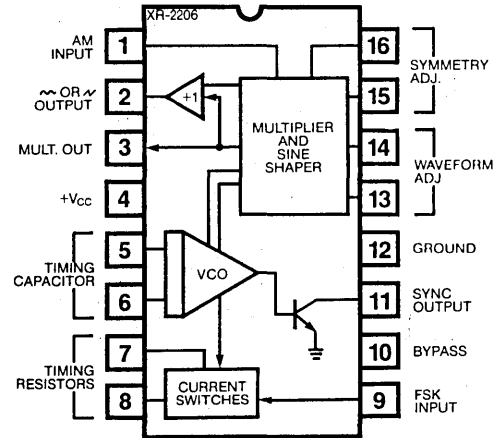 XR-2206
AM
INPUT
1
OR
OUTPUT
2
MULT. OUT
3
+VCC
4
TIMING
CAPACITOR
5
6
TIMING
RESISTORS
7
8
+1
MULTIPLIER
AND
SINE
SHAPER
VCO
CURRENT
SWITCHES
16
15
SYMMETRY
ADJ.
14
13
WAVEFORM
ADJ
12
GROUND
11
SYNC
OUTPUT
10
BYPASS
9
FSK
INPUT